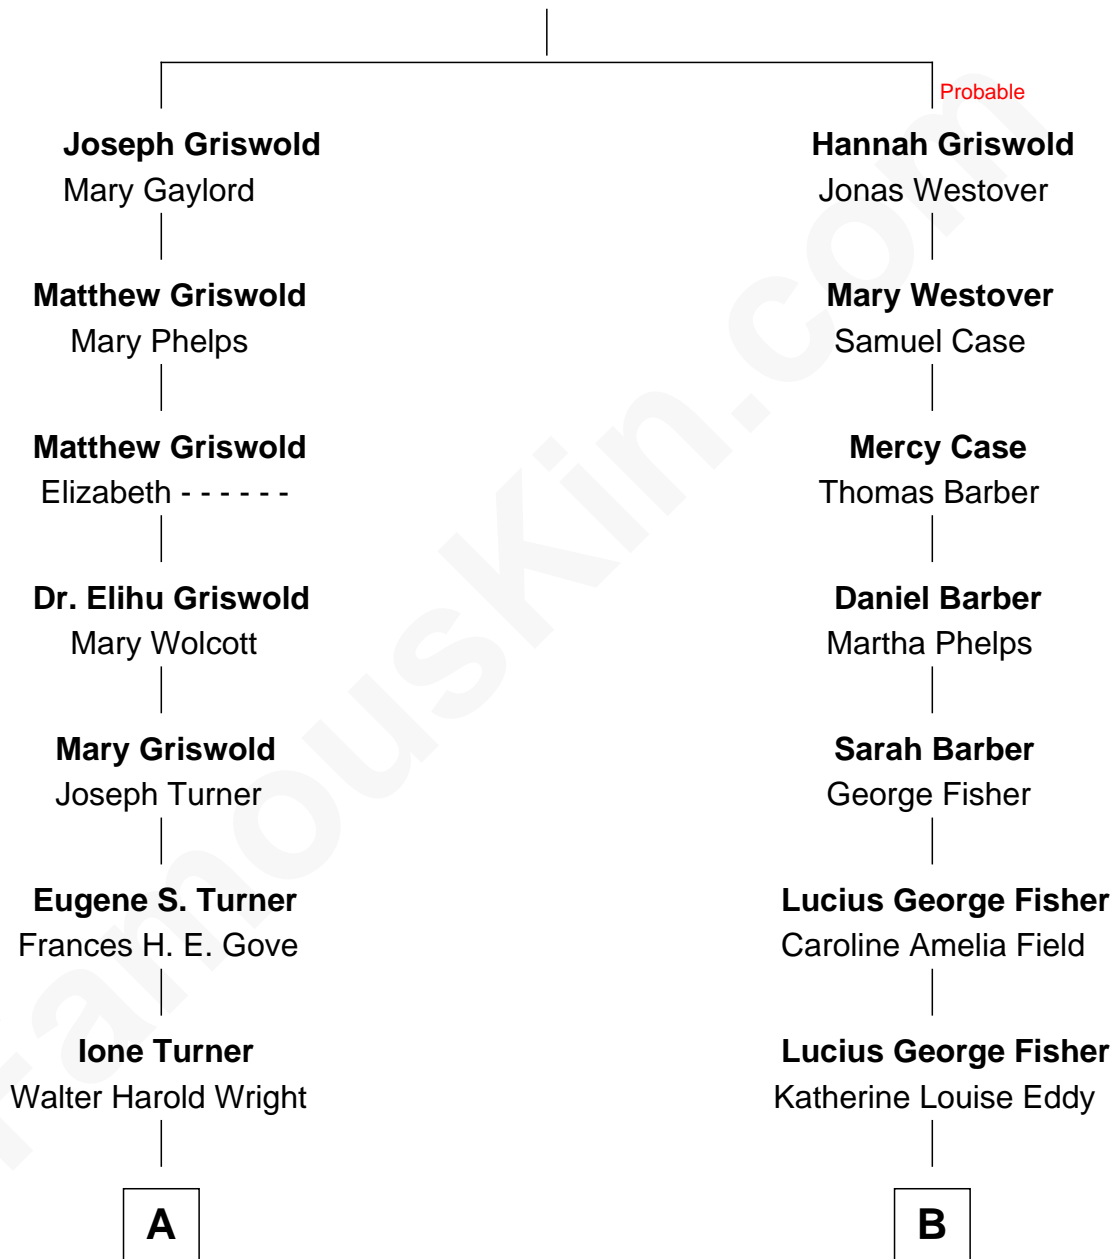 Probable
Joseph Griswold
Mary Gaylord
Hannah Griswold
Jonas Westover
Matthew Griswold
Mary Phelps
Mary Westover
Samuel Case
Matthew Griswold
Elizabeth - - - - - -
Mercy Case
Thomas Barber
Dr. Elihu Griswold
Mary Wolcott
Daniel Barber
Martha Phelps
Mary Griswold
Joseph Turner
Sarah Barber
George Fisher
Eugene S. Turner
Frances H. E. Gove
Lucius George Fisher
Caroline Amelia Field
Ione Turner
Walter Harold Wright
Lucius George Fisher
Katherine Louise Eddy
A
B
FamousKin.com